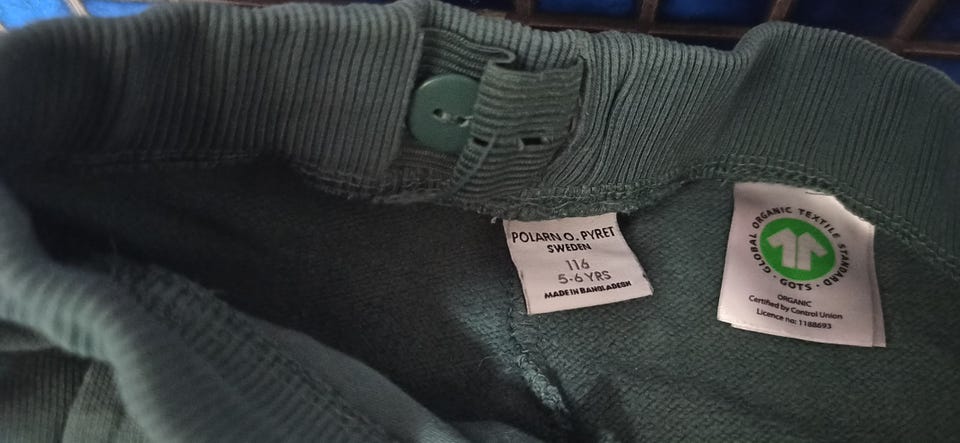 POLARN O. PYRET
SWEDEN
116
5-6 YRS
MADE IN BANGLADESH
GLOBAL ORGANIC TEXTILE STANDARD · GOTS ·
ORGANIC
Certified by Control Union
Licence no: 1188693